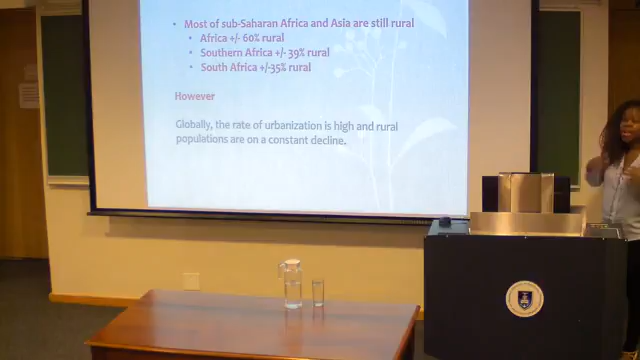 • Most of sub-Saharan Africa and Asia are still rural
• Africa +/- 60% rural
• Southern Africa +/- 39% rural
• South Africa +/-35% rural
However
Globally, the rate of urbanization is high and rural
populations are on a constant decline.